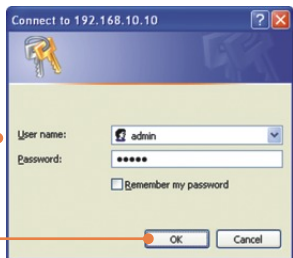 Connect to 192.168.10.10
User name: admin
Password: •••••
Remember my password
OK Cancel